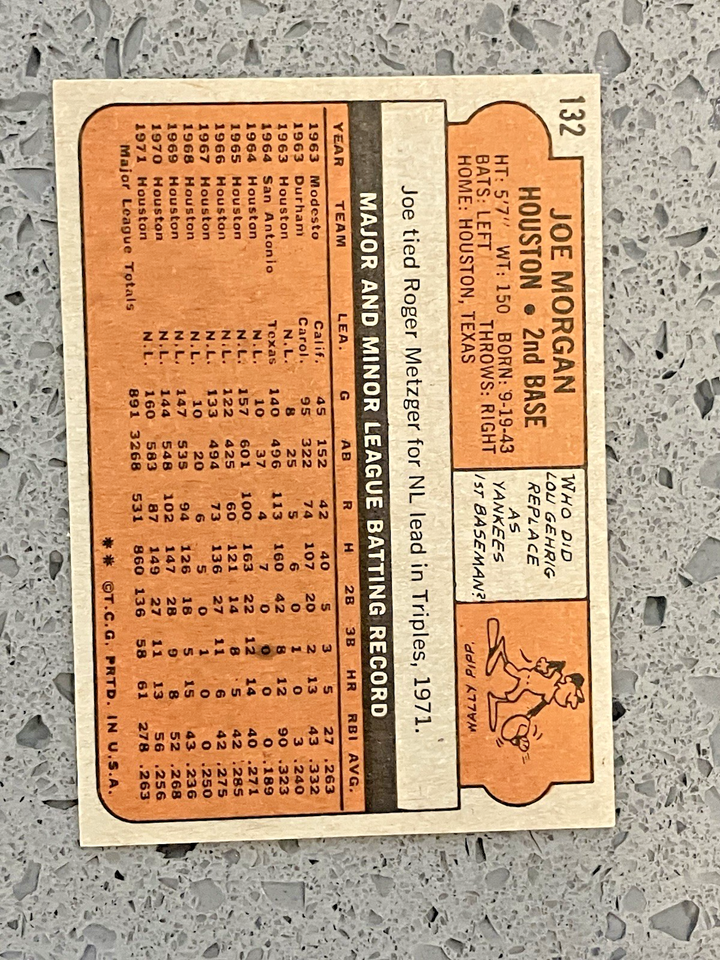 132
JOE MORGAN
HOUSTON • 2nd BASE
HT: 5'7" WT: 150 BORN: 9-19-43
BATS: LEFT THROWS: RIGHT
HOME: HOUSTON, TEXAS
WHO DID
LOU GEHRIG
REPLACE
AS
YANKEES
1ST BASEMAN?
WALLY PIPP.
Joe tied Roger Metzger for NL lead in Triples, 1971.
MAJOR AND MINOR LEAGUE BATTING RECORD
YEAR TEAM LEA. G AB R H 2B 3B HR RBI AVG.
1963 Modesto Calif. 45 152 42 40 5 3 5 27 .263
1963 Durham Carol. 95 322 74 107 20 2 13 43 .332
1963 Houston N.L. 8 25 5 6 0 1 0 3 .240
1964 San Antonio Texas 140 496 113 160 42 8 12 90 .323
1964 Houston N.L. 10 37 4 7 0 0 0 0 .189
1965 Houston N.L. 157 601 100 163 22 12 14 40 .271
1966 Houston N.L. 122 425 60 121 14 8 5 42 .285
1967 Houston N.L. 133 494 73 136 27 11 6 42 .275
1968 Houston N.L. 10 20 6 5 0 1 0 0 .250
1969 Houston N.L. 147 535 94 126 18 5 15 43 .236
1970 Houston N.L. 144 548 102 147 28 9 8 52 .268
1971 Houston N.L. 160 583 87 149 27 11 13 56 .256
Major League Totals 891 3268 531 860 136 58 61 278 .263
** ©T.C.G. PRTD. IN U.S.A.